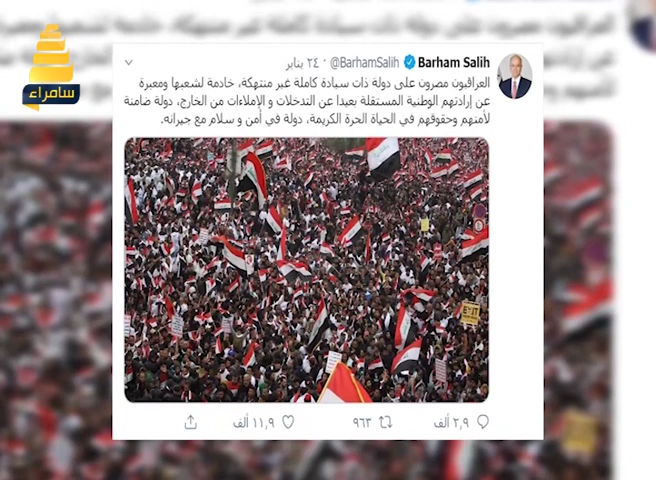 سامراء
Barham Salih @BarhamSalih · ٢٤ يناير
العراقيون مصرون على دولة ذات سيادة كاملة غير منتهكة، خادمة لشعبها ومعبرة
عن إرادتهم الوطنية المستقلة بعيدا عن التدخلات و الإملاءات من الخارج، دولة ضامنة
لأمنهم وحقوقهم في الحياة الحرة الكريمة، دولة في أمن و سلام مع جيرانه.
٢,٩ ألف ٩٦٣ ١١,٩ ألف